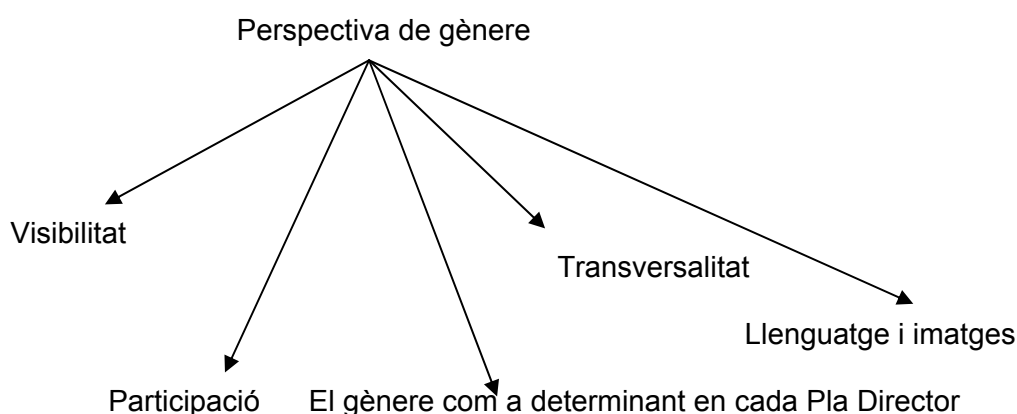 Perspectiva de gènere
Visibilitat
Transversalitat
Llenguatge i imatges
Participació
El gènere com a determinant en cada Pla Director